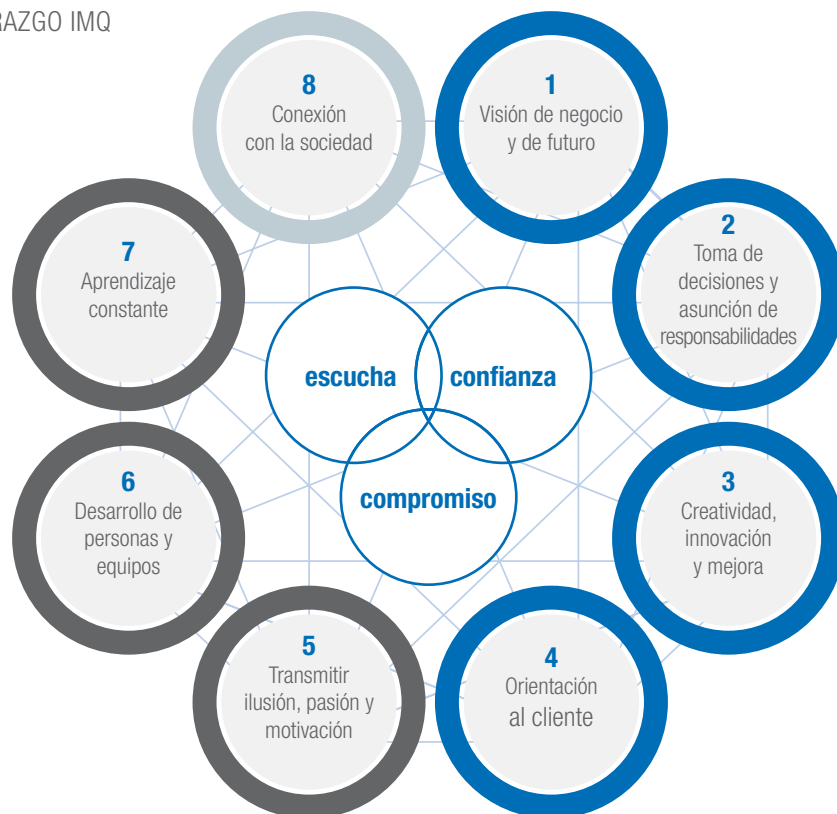 RAZGO IMQ
8
Conexión
con la sociedad
1
Visión de negocio
y de futuro
7
Aprendizaje
constante
2
Toma de
decisiones y
asunción de
responsabilidades
escucha
confianza
compromiso
6
Desarrollo de
personas y
equipos
3
Creatividad,
innovación
y mejora
5
Transmitir
ilusión, pasión y
motivación
4
Orientación
al cliente